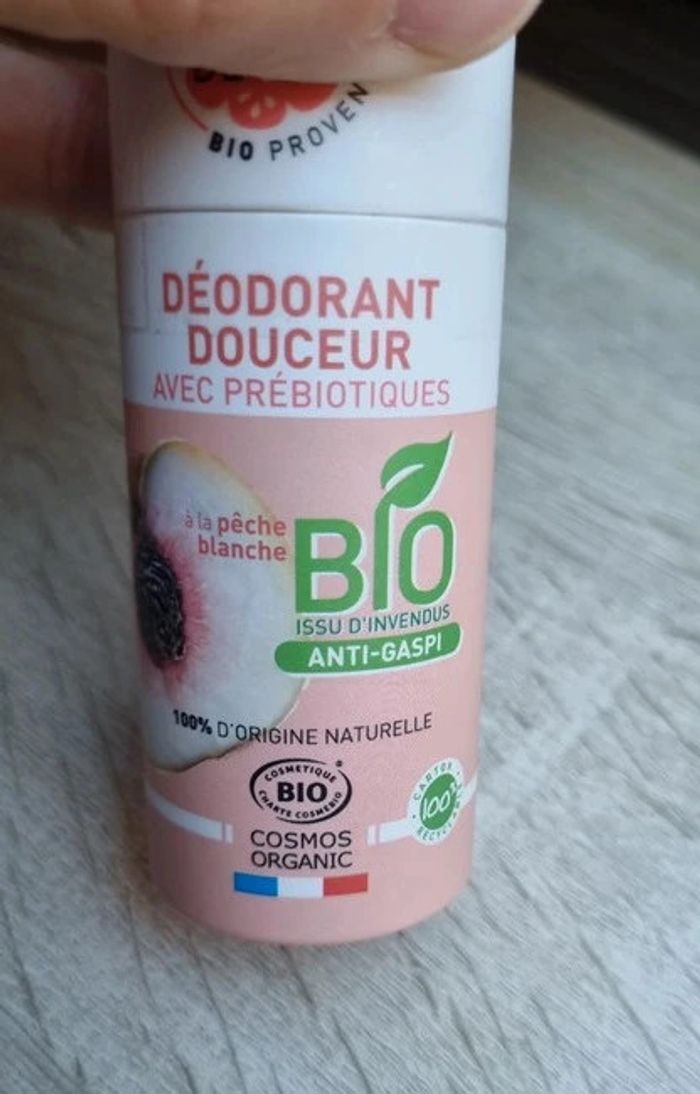 BIO PROVEN
DÉODORANT
DOUCEUR
AVEC PRÉBIOTIQUES
à la pêche
blanche
BIO
ISSU D'INVENDUS
ANTI-GASPI
100% D'ORIGINE NATURELLE
COSMETIQUE
BIO
CHARTE COSMEBIO
COSMOS
ORGANIC
CARTON
100%
RECYCLÉ